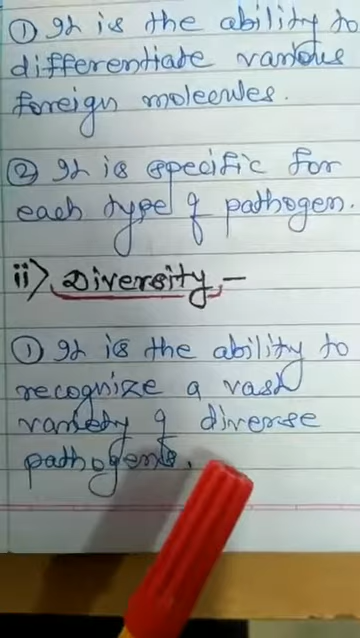 ① It is the ability to
differentiate various
foreign molecules.
② It is specific for
each type of pathogen.
ii) Diversity –
① It is the ability to
recognize a vast
variety of diverse
pathogens.